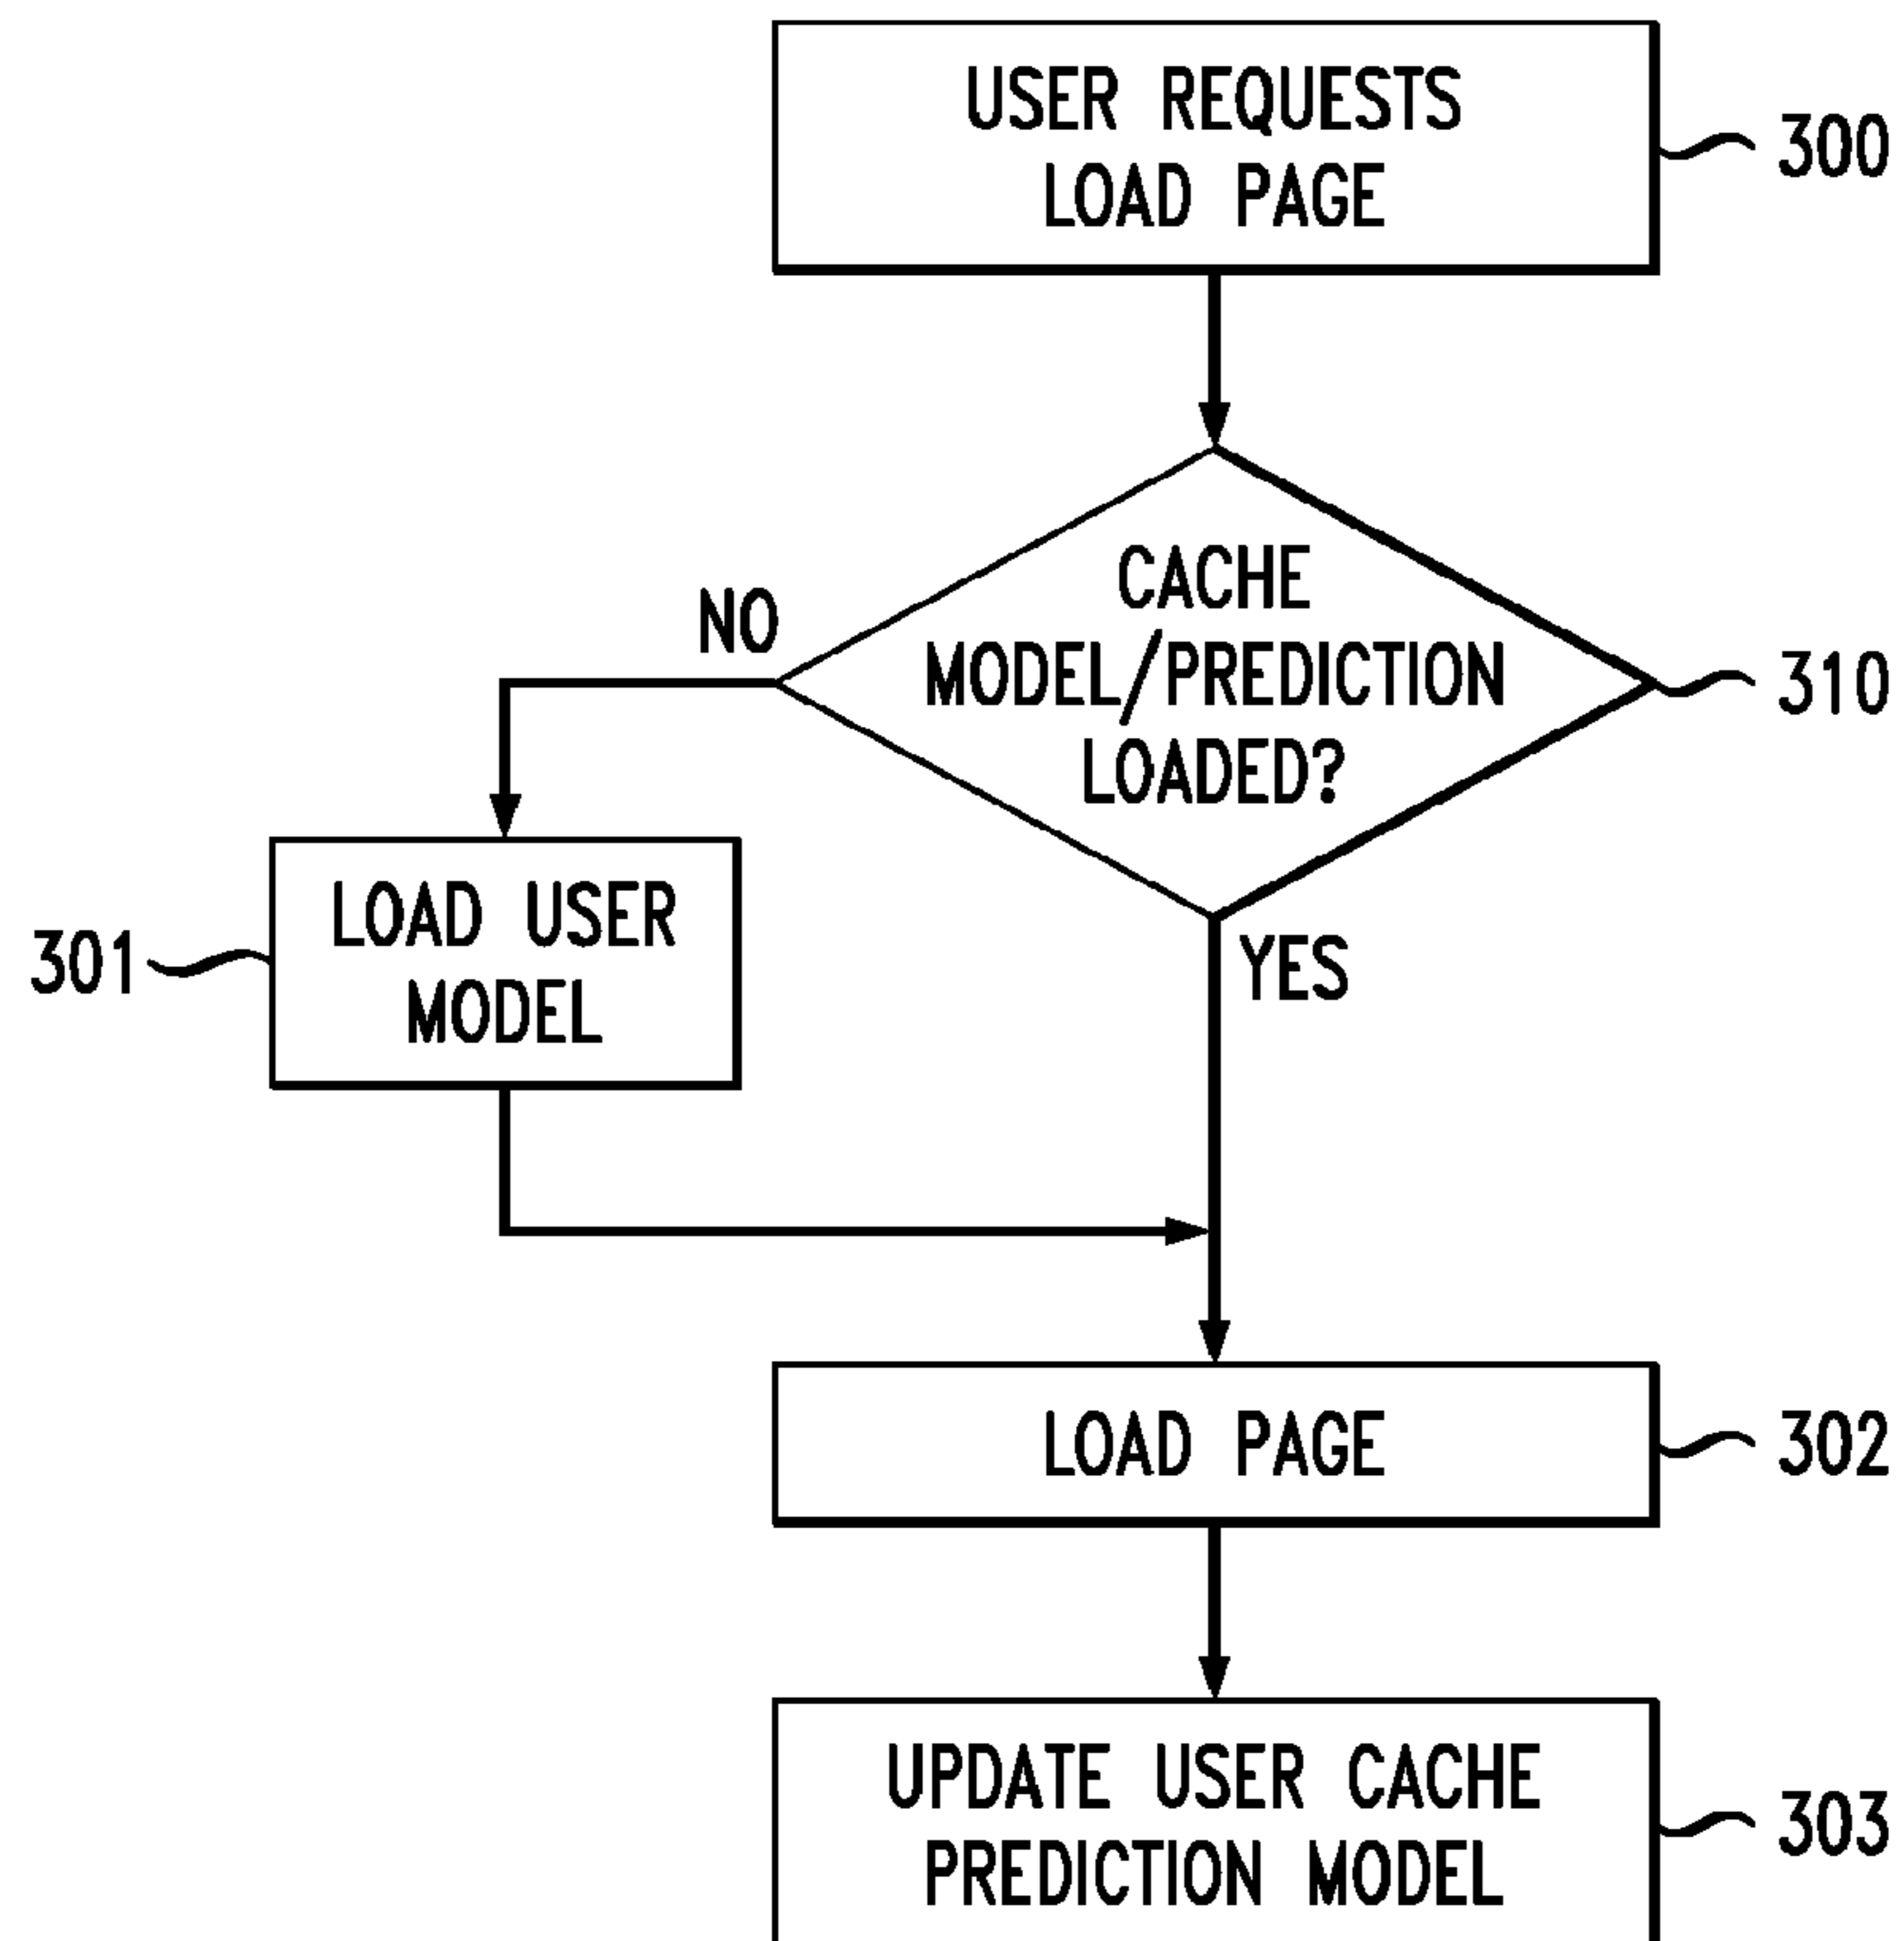 USER REQUESTS
LOAD PAGE
300
CACHE
MODEL/PREDICTION
LOADED?
310
NO
LOAD USER
MODEL
301
YES
LOAD PAGE
302
UPDATE USER CACHE
PREDICTION MODEL
303